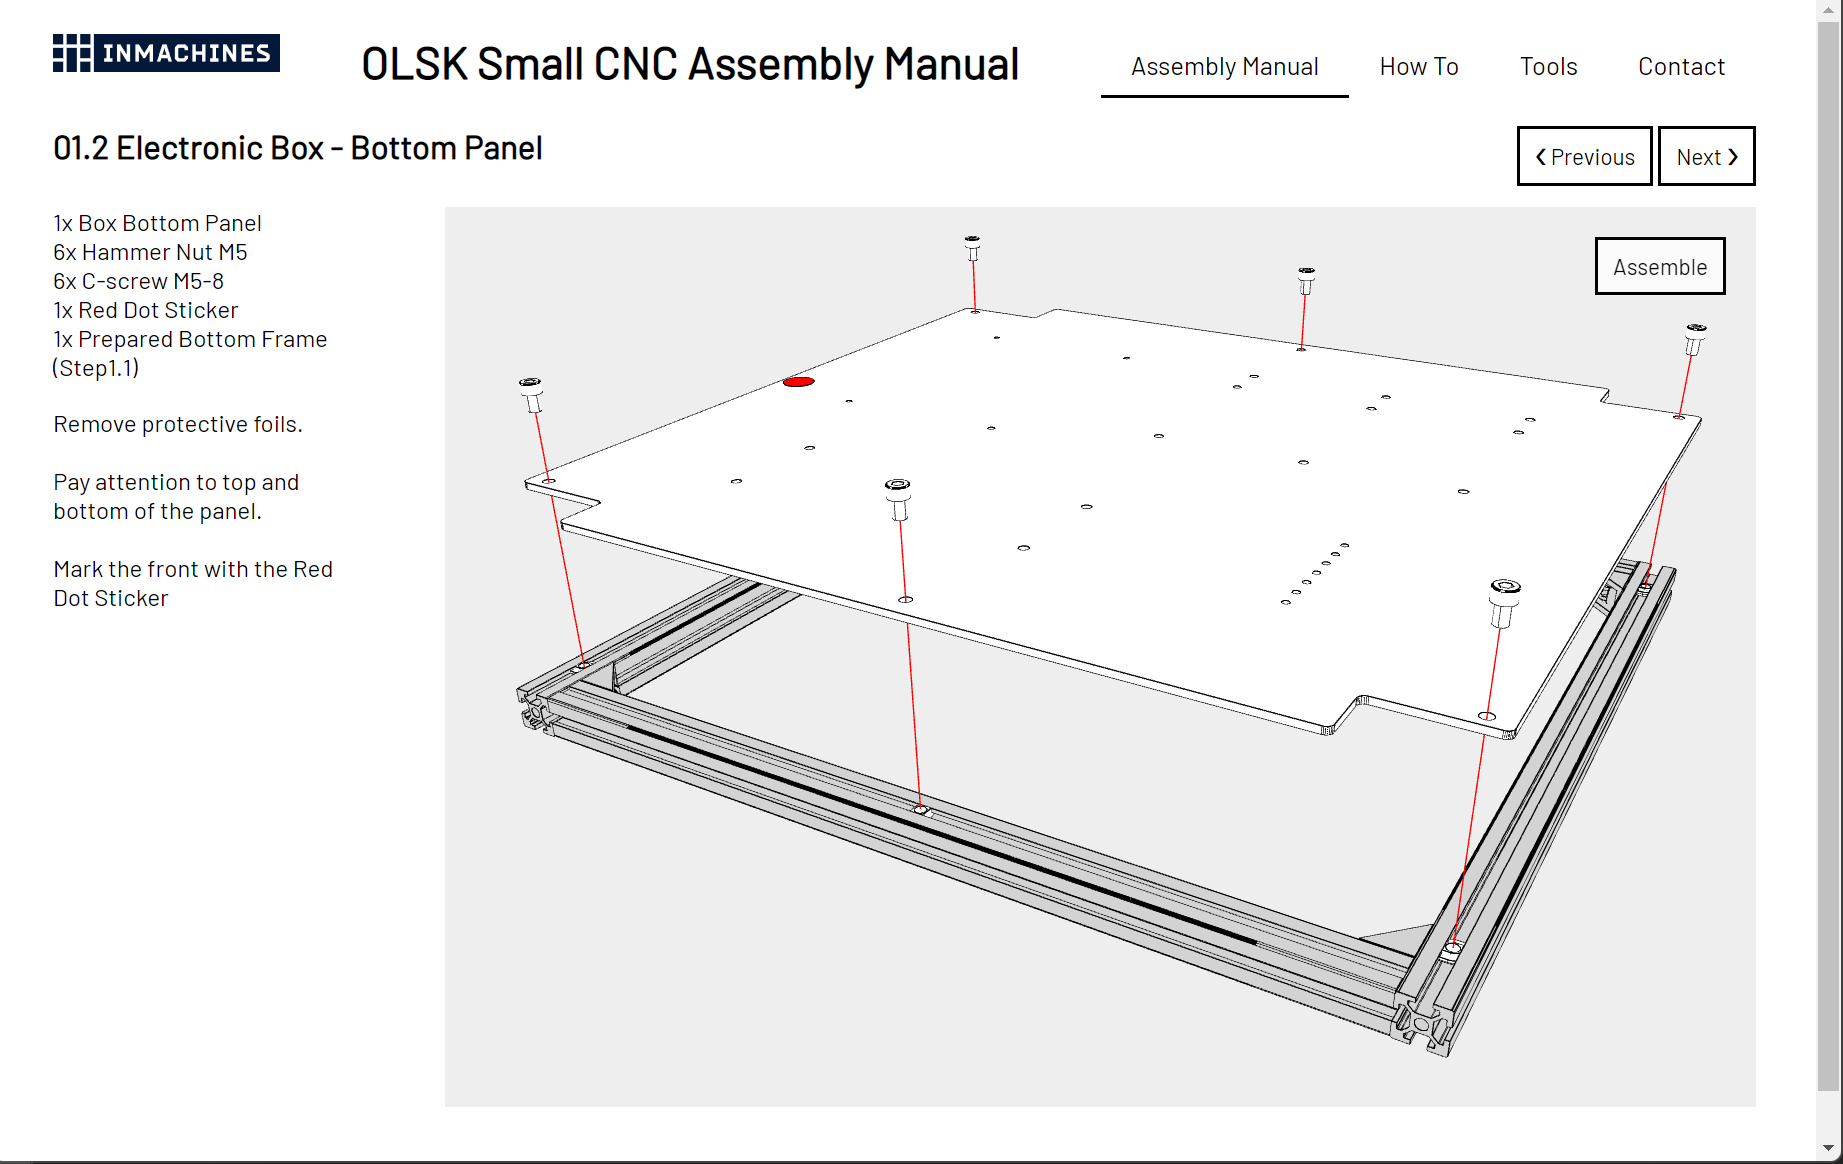 INMACHINES
OLSK Small CNC Assembly Manual
Assembly Manual
How To
Tools
Contact
01.2 Electronic Box - Bottom Panel
❮ Previous
Next ❯
1x Box Bottom Panel
6x Hammer Nut M5
6x C-screw M5-8
1x Red Dot Sticker
1x Prepared Bottom Frame
(Step1.1)
Remove protective foils.
Pay attention to top and
bottom of the panel.
Mark the front with the Red
Dot Sticker
Assemble